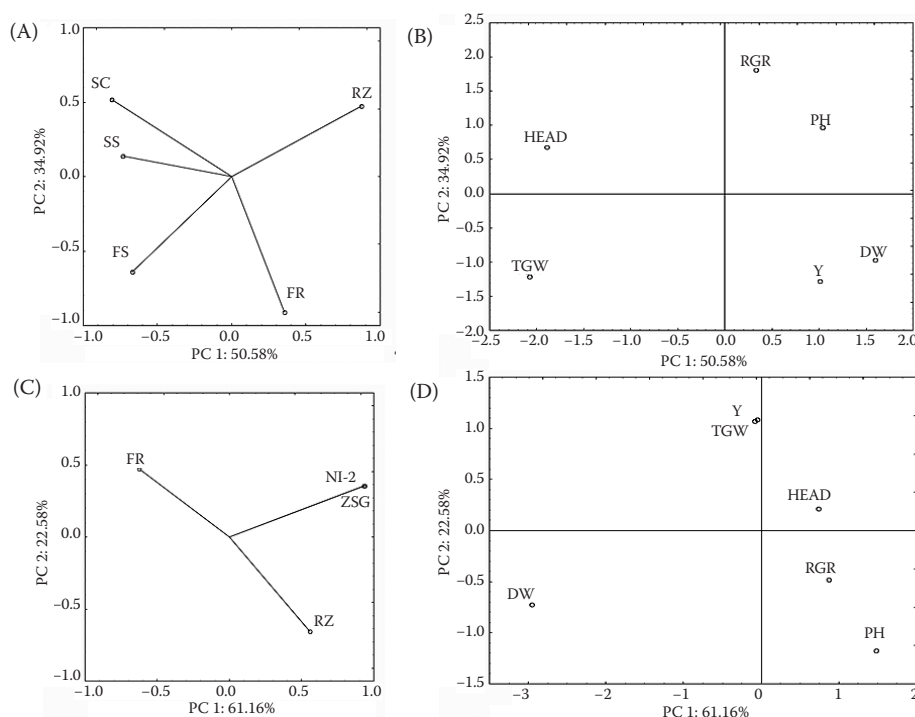 (A)
1.0
0.5
0.0
−0.5
−1.0
PC 2: 34.92%
SC
RZ
SS
FS
FR
−1.0 −0.5 0.0 0.5 1.0
PC 1: 50.58%
(B)
2.5
2.0
1.5
1.0
0.5
0.0
−0.5
−1.0
−1.5
−2.0
PC 2: 34.92%
RGR
PH
HEAD
TGW
Y
DW
−2.5 −2.0 −1.5 −1.0 −0.5 0.0 0.5 1.0 1.5 2.0
PC 1: 50.58%
(C)
1.0
0.5
0.0
−0.5
−1.0
PC 2: 22.58%
FR
NI-2
ZSG
RZ
−1.0 −0.5 0.0 0.5 1.0
PC 1: 61.16%
(D)
1.5
1.0
0.5
0.0
−0.5
−1.0
−1.5
PC 2: 22.58%
Y
TGW
HEAD
RGR
DW
PH
−3 −2 −1 0 1 2
PC 1: 61.16%